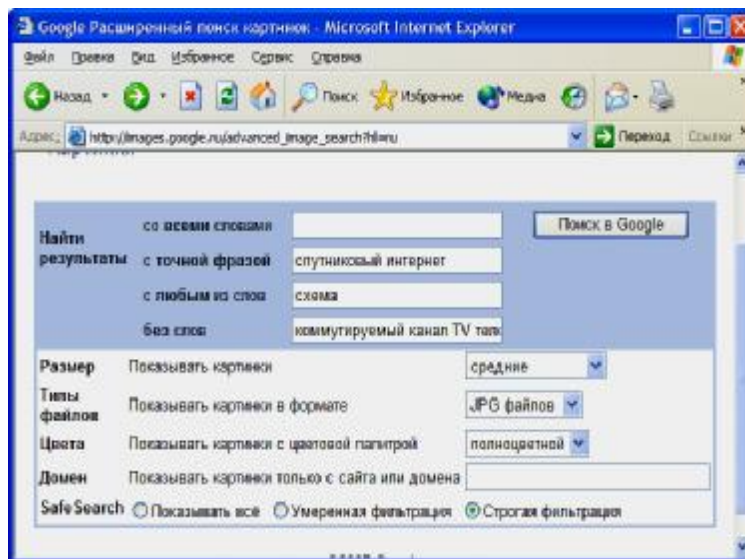 Google Расширенный поиск картинок - Microsoft Internet Explorer
Файл Правка Вид Избранное Сервис Справка
Назад Поиск Избранное Медиа
Адрес: http://images.google.ru/advanced_image_search?hl=ru Переход Ссылки
Найти результаты
со всеми словами
Поиск в Google
с точной фразой спутниковый интернет
с любым из слов схема
без слов коммутируемый канал TV теле
Размер Показывать картинки средние
Типы файлов Показывать картинки в формате JPG файлов
Цвета Показывать картинки с цветовой палитрой полноцветной
Домен Показывать картинки только с сайта или домена
SafeSearch Показывать всё Умеренная фильтрация Строгая фильтрация